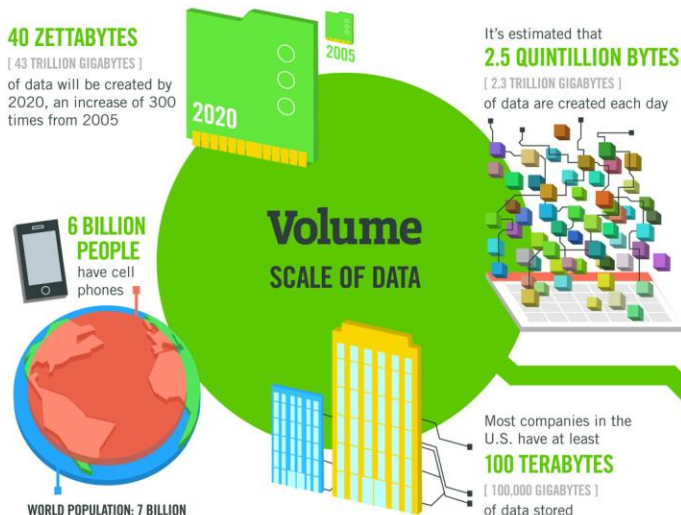 40 ZETTABYTES
[ 43 TRILLION GIGABYTES ]
of data will be created by
2020, an increase of 300
times from 2005
2005
2020
It's estimated that
2.5 QUINTILLION BYTES
[ 2.3 TRILLION GIGABYTES ]
of data are created each day
6 BILLION
PEOPLE
have cell
phones
Volume
SCALE OF DATA
WORLD POPULATION: 7 BILLION
Most companies in the
U.S. have at least
100 TERABYTES
[ 100,000 GIGABYTES ]
of data stored